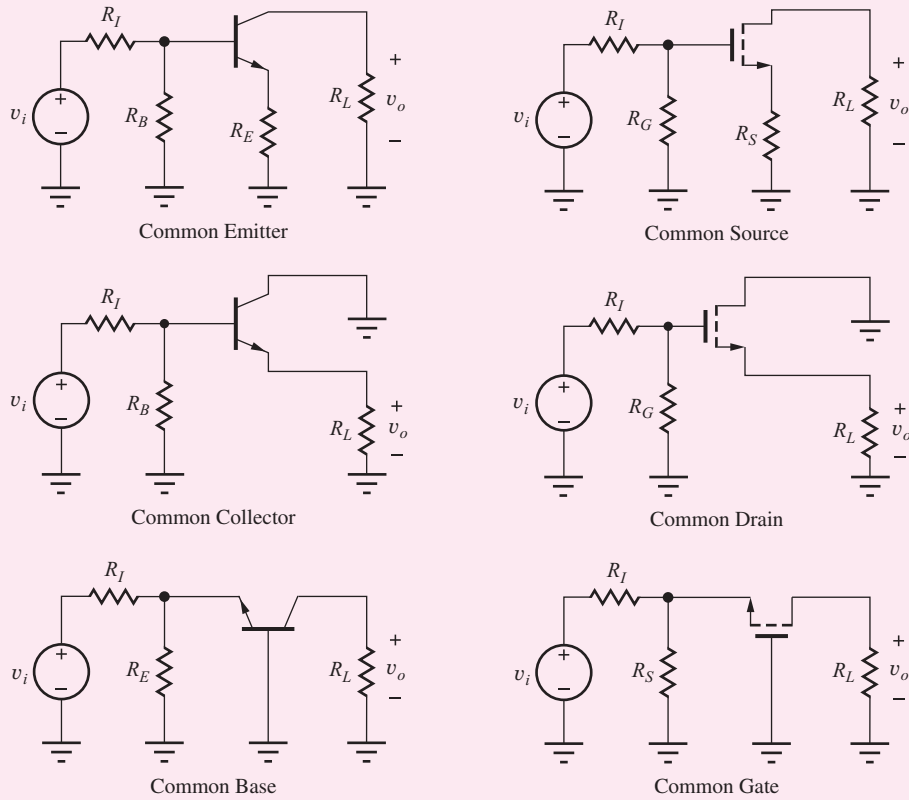 R_I
+
v_i
−
R_B
R_E
R_L
+
v_o
−
Common Emitter
R_I
+
v_i
−
R_G
R_S
R_L
+
v_o
−
Common Source
R_I
+
v_i
−
R_B
R_L
+
v_o
−
Common Collector
R_I
+
v_i
−
R_G
R_L
+
v_o
−
Common Drain
R_I
+
v_i
−
R_E
R_L
+
v_o
−
Common Base
R_I
+
v_i
−
R_S
R_L
+
v_o
−
Common Gate